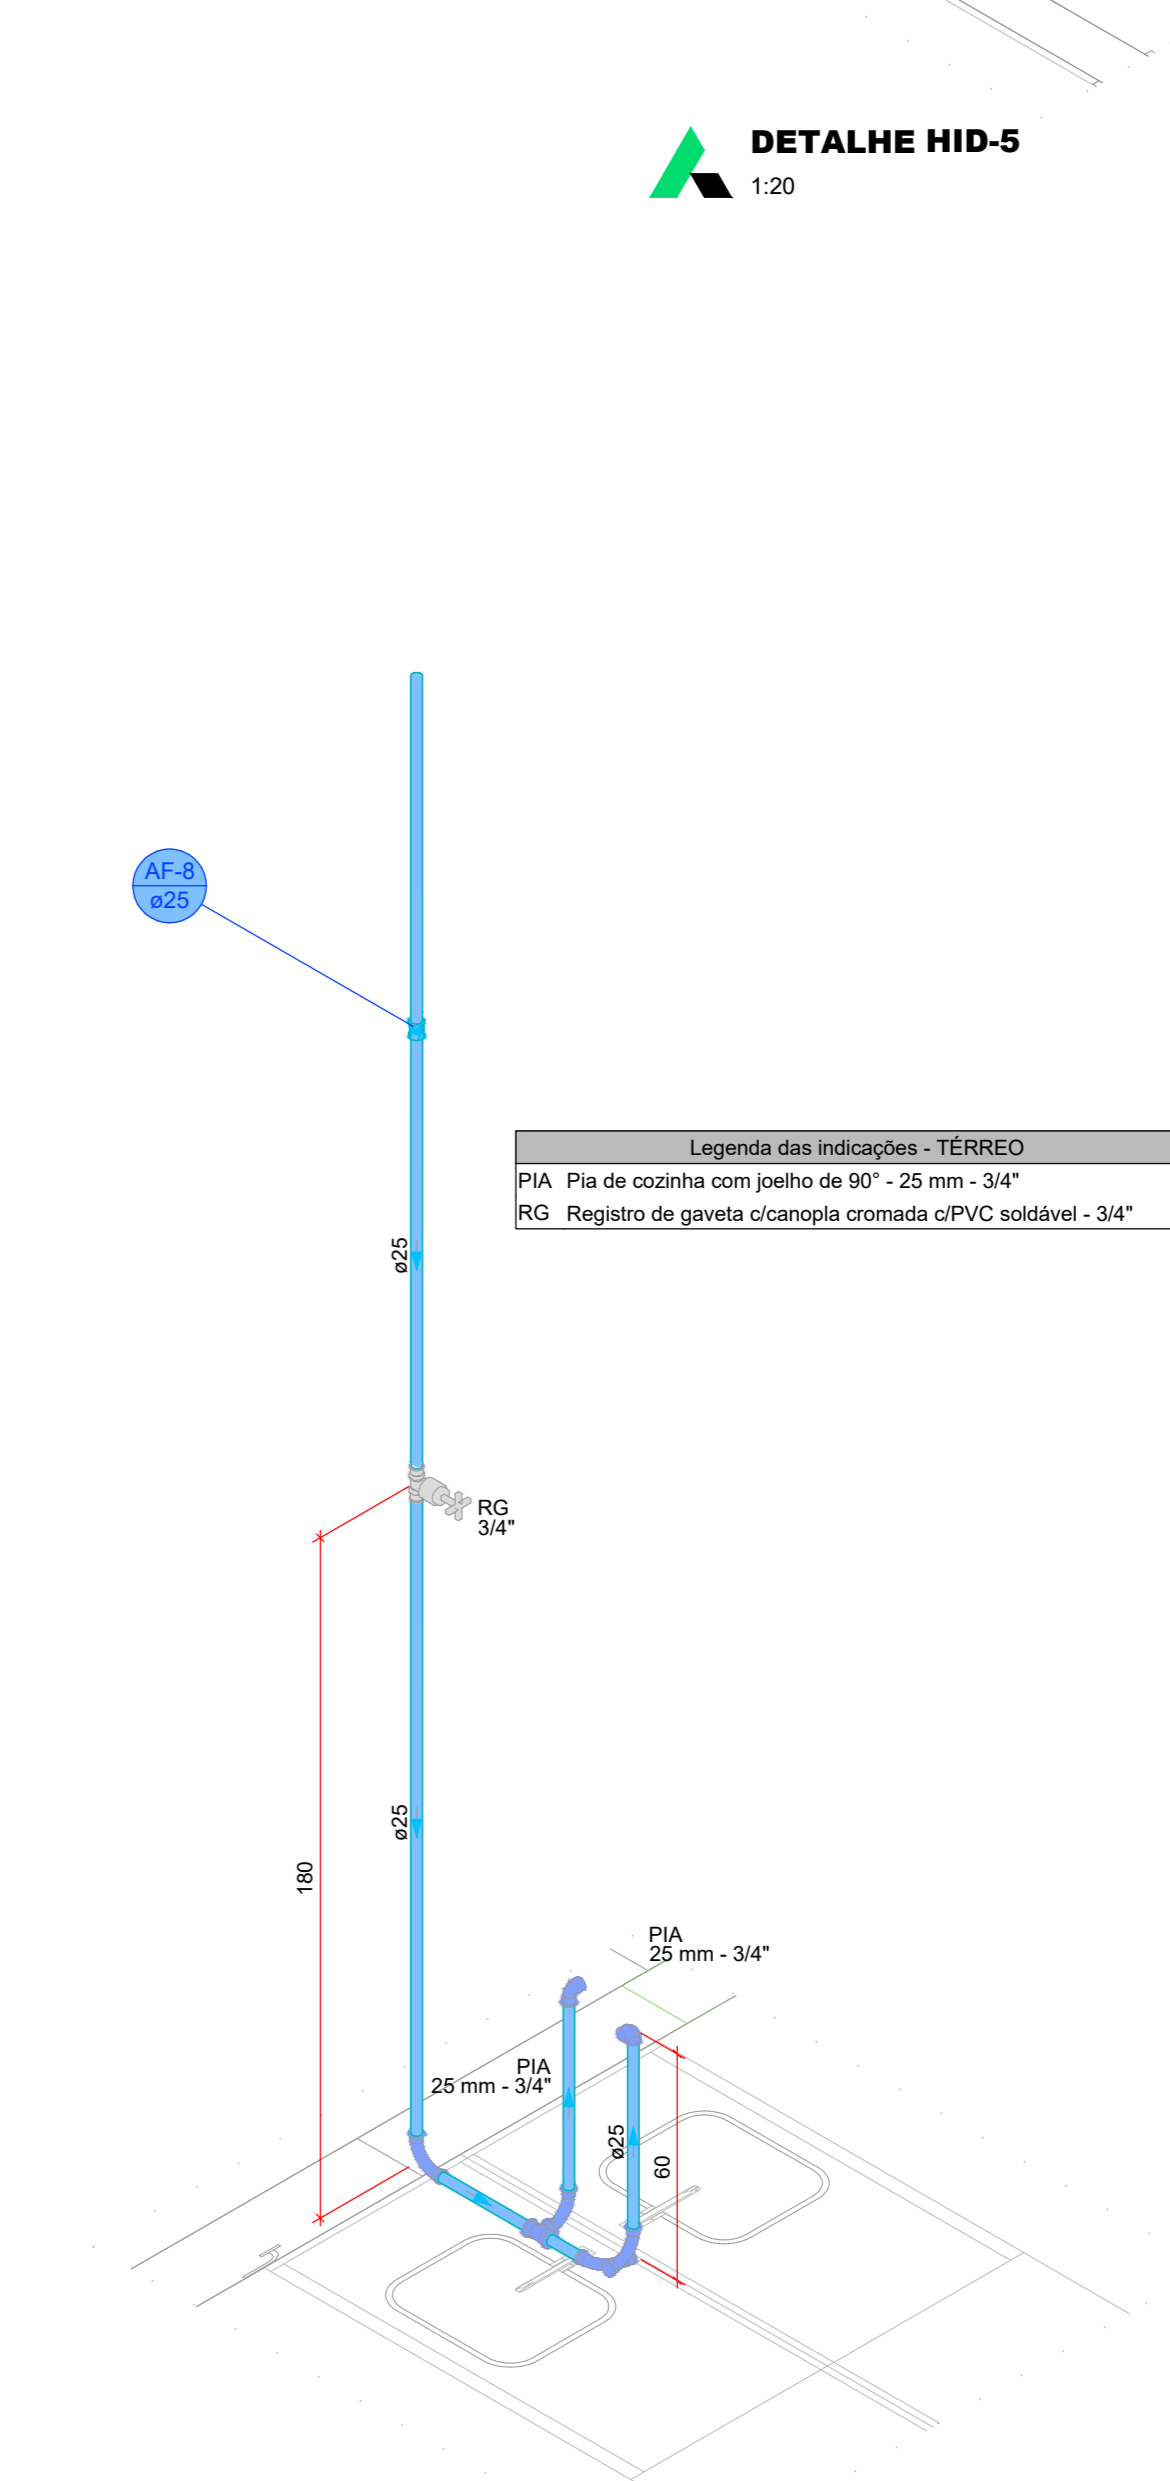 DETALHE HID-5
1:20
AF-8
ø25
Legenda das indicações - TÉRREO
PIA Pia de cozinha com joelho de 90° - 25 mm - 3/4"
RG Registro de gaveta c/canopla cromada c/PVC soldável - 3/4"
ø25
RG
3/4"
ø25
180
PIA
25 mm - 3/4"
PIA
25 mm - 3/4"
ø25
60